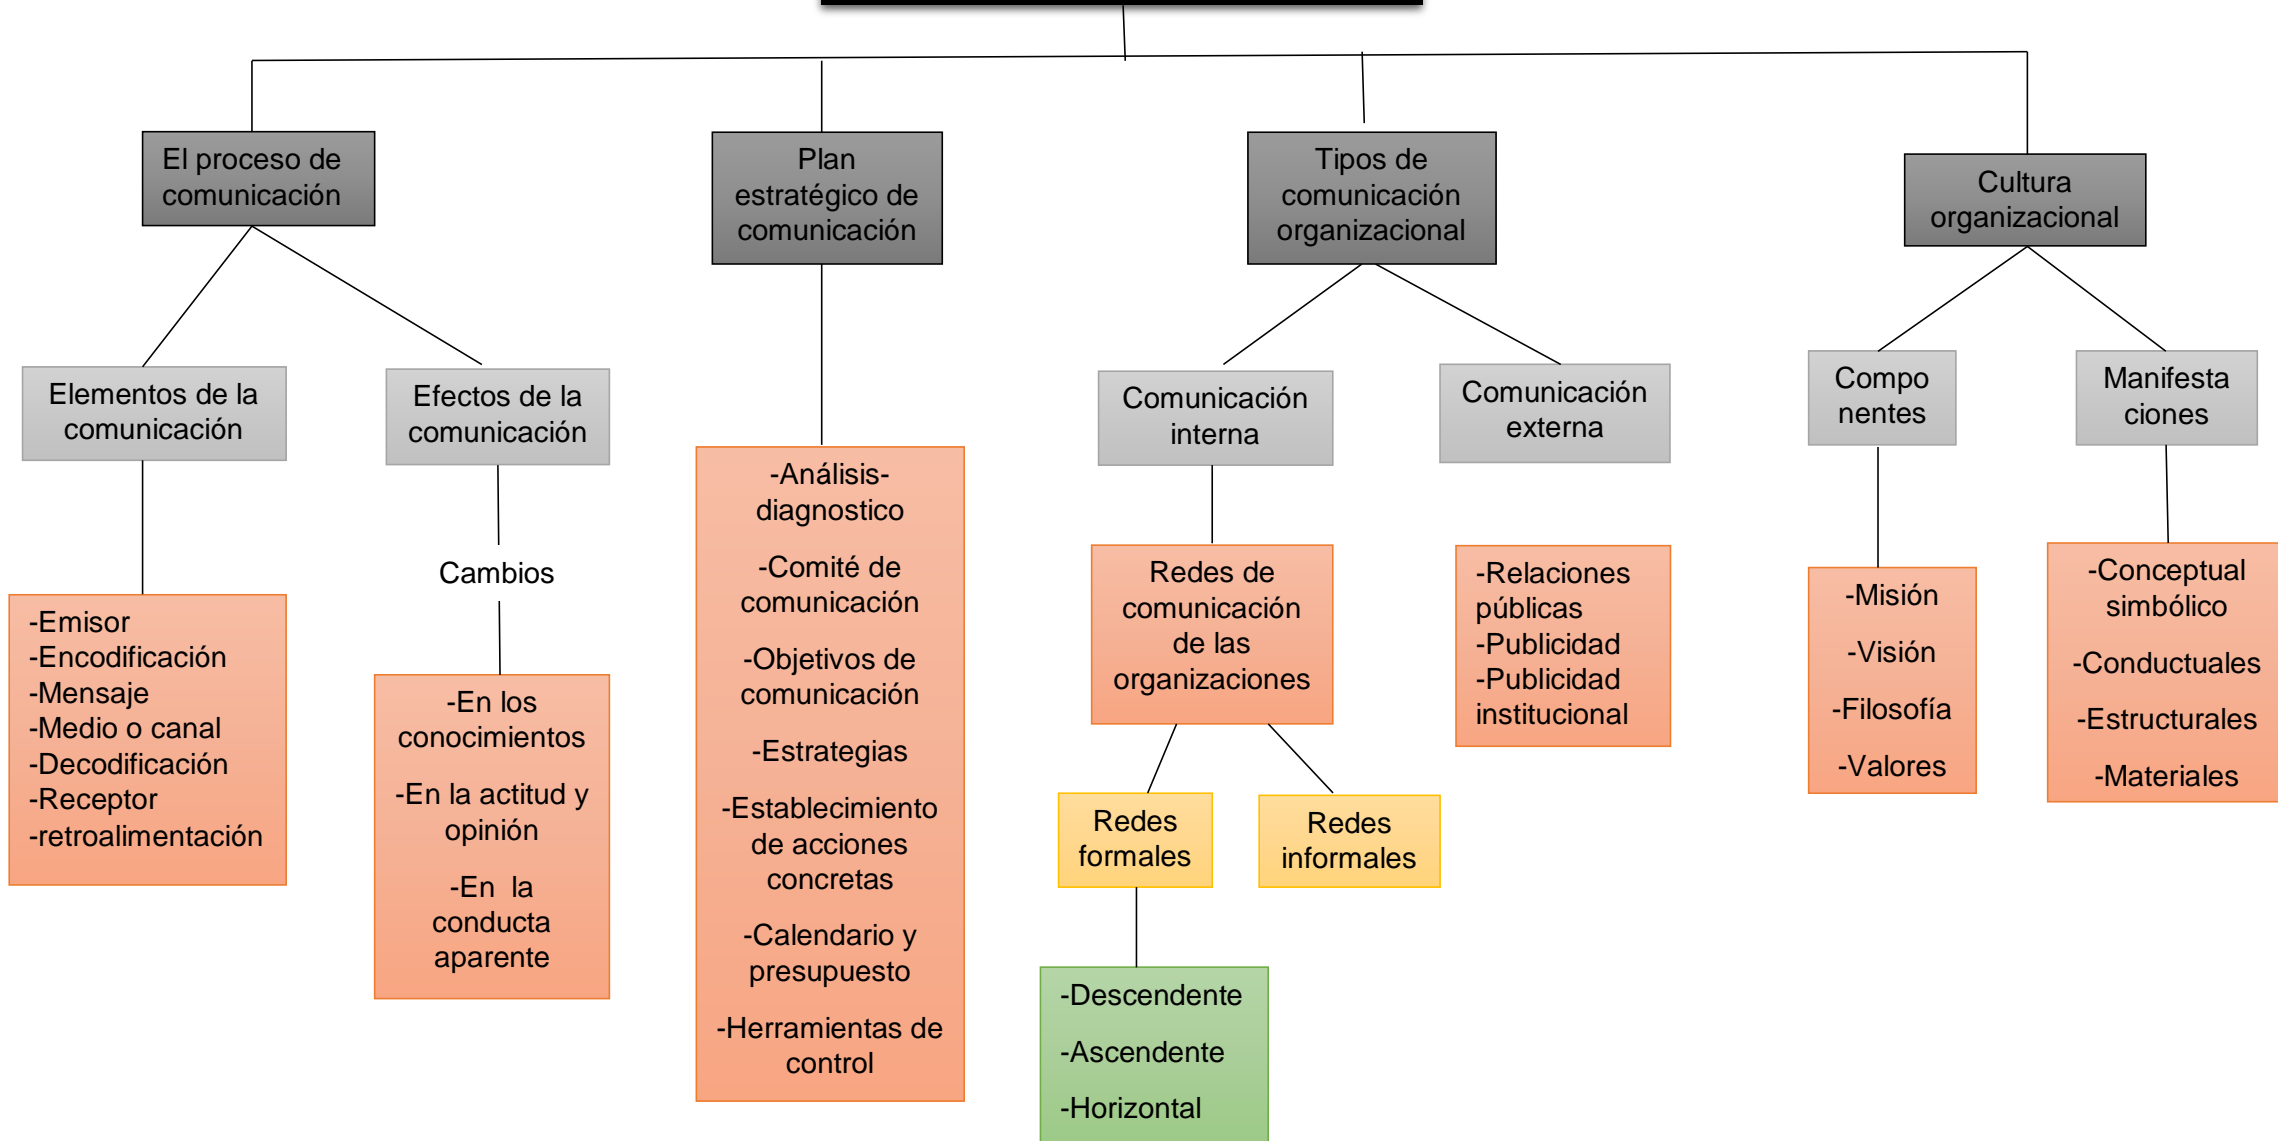 El proceso de
comunicación
Plan
estratégico de
comunicación
Tipos de
comunicación
organizacional
Cultura
organizacional
Elementos de la
comunicación
Efectos de la
comunicación
Comunicación
interna
Comunicación
externa
Compo
nentes
Manifesta
ciones
Cambios
-Emisor
-Encodificación
-Mensaje
-Medio o canal
-Decodificación
-Receptor
-retroalimentación
-En los
conocimientos
-En la actitud y
opinión
-En  la
conducta
aparente
-Análisis-
diagnostico
-Comité de
comunicación
-Objetivos de
comunicación
-Estrategias
-Establecimiento
de acciones
concretas
-Calendario y
presupuesto
-Herramientas de
control
Redes de
comunicación
de las
organizaciones
-Relaciones
públicas
-Publicidad
-Publicidad
institucional
-Misión
-Visión
-Filosofía
-Valores
-Conceptual
simbólico
-Conductuales
-Estructurales
-Materiales
Redes
formales
Redes
informales
-Descendente
-Ascendente
-Horizontal